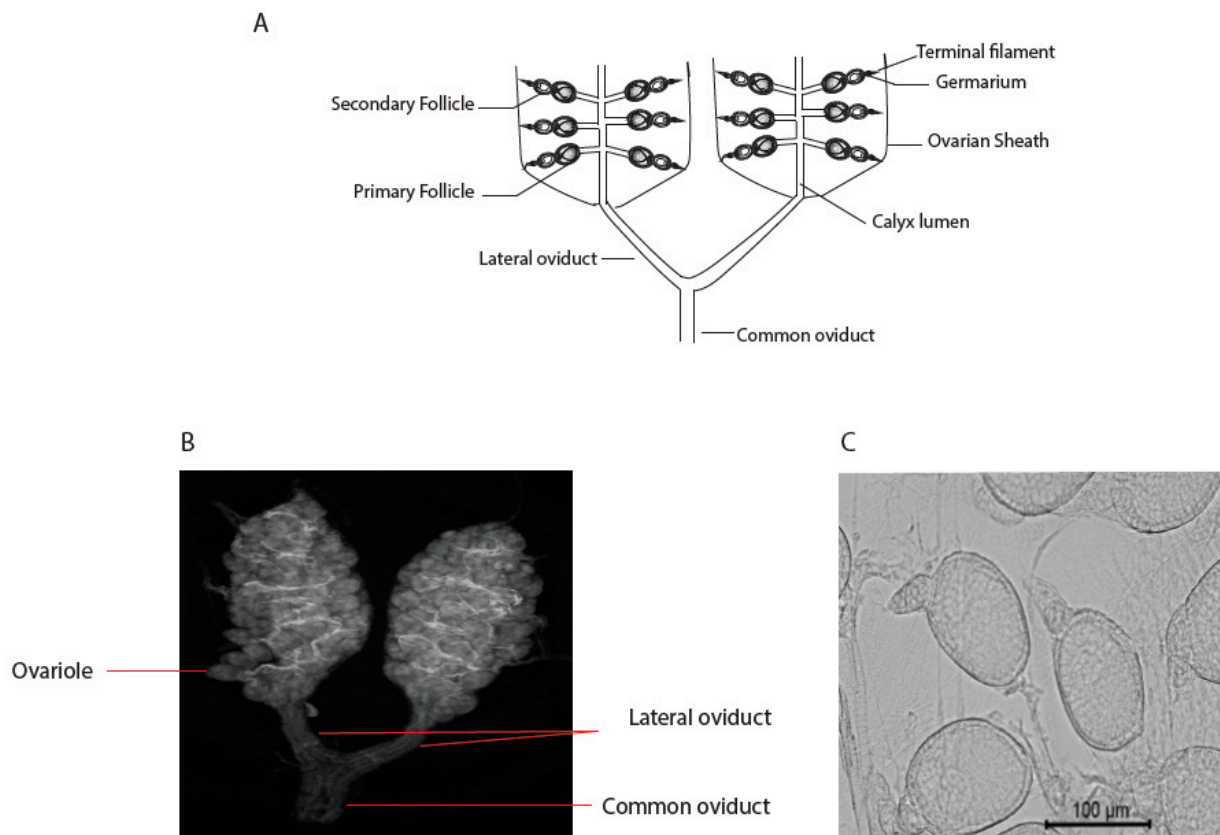 A
Terminal filament
Germarium
Secondary Follicle
Ovarian Sheath
Primary Follicle
Calyx lumen
Lateral oviduct
Common oviduct
B
C
Ovariole
Lateral oviduct
Common oviduct
100 µm